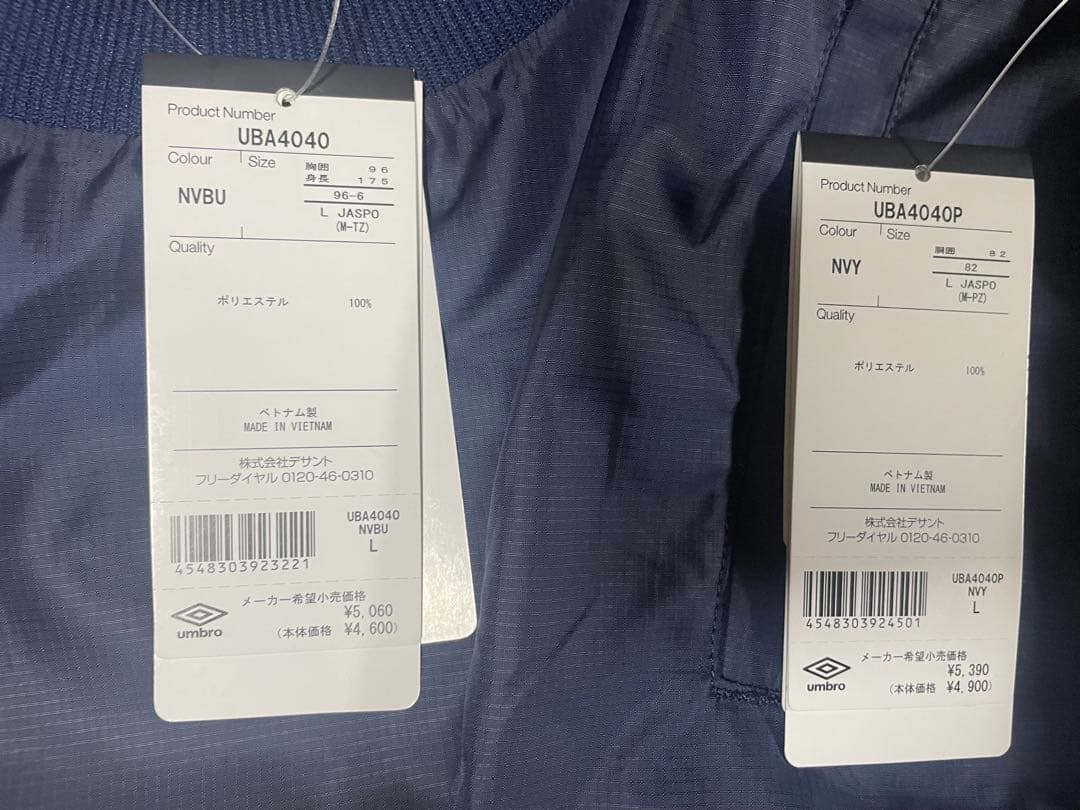 Product Number
UBA4040
Colour
Size
胸囲 96
身長 175
NVBU
96-6
L JASPO
(M-TZ)
Quality
ポリエステル 100%
ベトナム製
MADE IN VIETNAM
株式会社デサント
フリーダイヤル 0120-46-0310
UBA4040
NVBU
L
4548303923221
メーカー希望小売価格
¥5,060
(本体価格 ¥4,600)
umbro
Product Number
UBA4040P
Colour
Size
胴囲 82
NVY
82
L JASPO
(M-PZ)
Quality
ポリエステル 100%
ベトナム製
MADE IN VIETNAM
株式会社デサント
フリーダイヤル 0120-46-0310
UBA4040P
NVY
L
4548303924501
メーカー希望小売価格
¥5,390
(本体価格 ¥4,900)
umbro